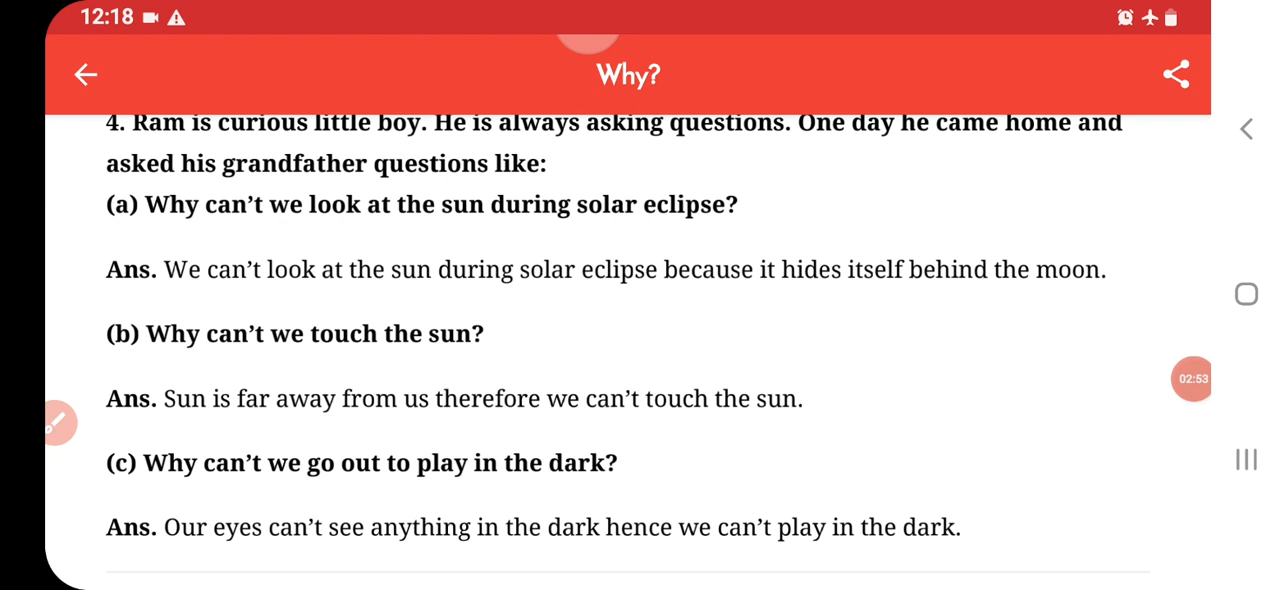 12:18
Why?
4. Ram is curious little boy. He is always asking questions. One day he came home and
asked his grandfather questions like:
(a) Why can’t we look at the sun during solar eclipse?
Ans. We can’t look at the sun during solar eclipse because it hides itself behind the moon.
(b) Why can’t we touch the sun?
Ans. Sun is far away from us therefore we can’t touch the sun.
02:53
(c) Why can’t we go out to play in the dark?
Ans. Our eyes can’t see anything in the dark hence we can’t play in the dark.